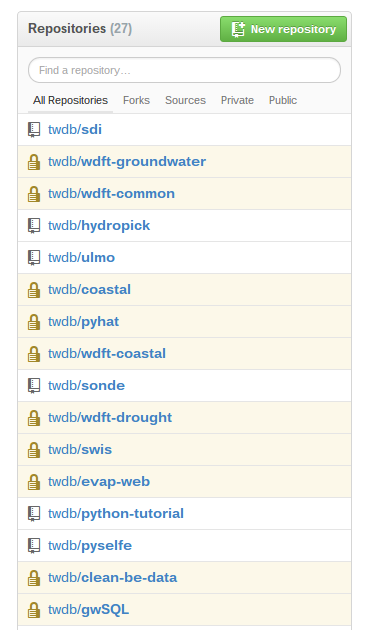 Repositories (27)
New repository
Find a repository...
All Repositories Forks Sources Private Public
twdb/sdi
twdb/wdft-groundwater
twdb/wdft-common
twdb/hydropick
twdb/ulmo
twdb/coastal
twdb/pyhat
twdb/wdft-coastal
twdb/sonde
twdb/wdft-drought
twdb/swis
twdb/evap-web
twdb/python-tutorial
twdb/pyselfe
twdb/clean-be-data
twdb/gwSQL